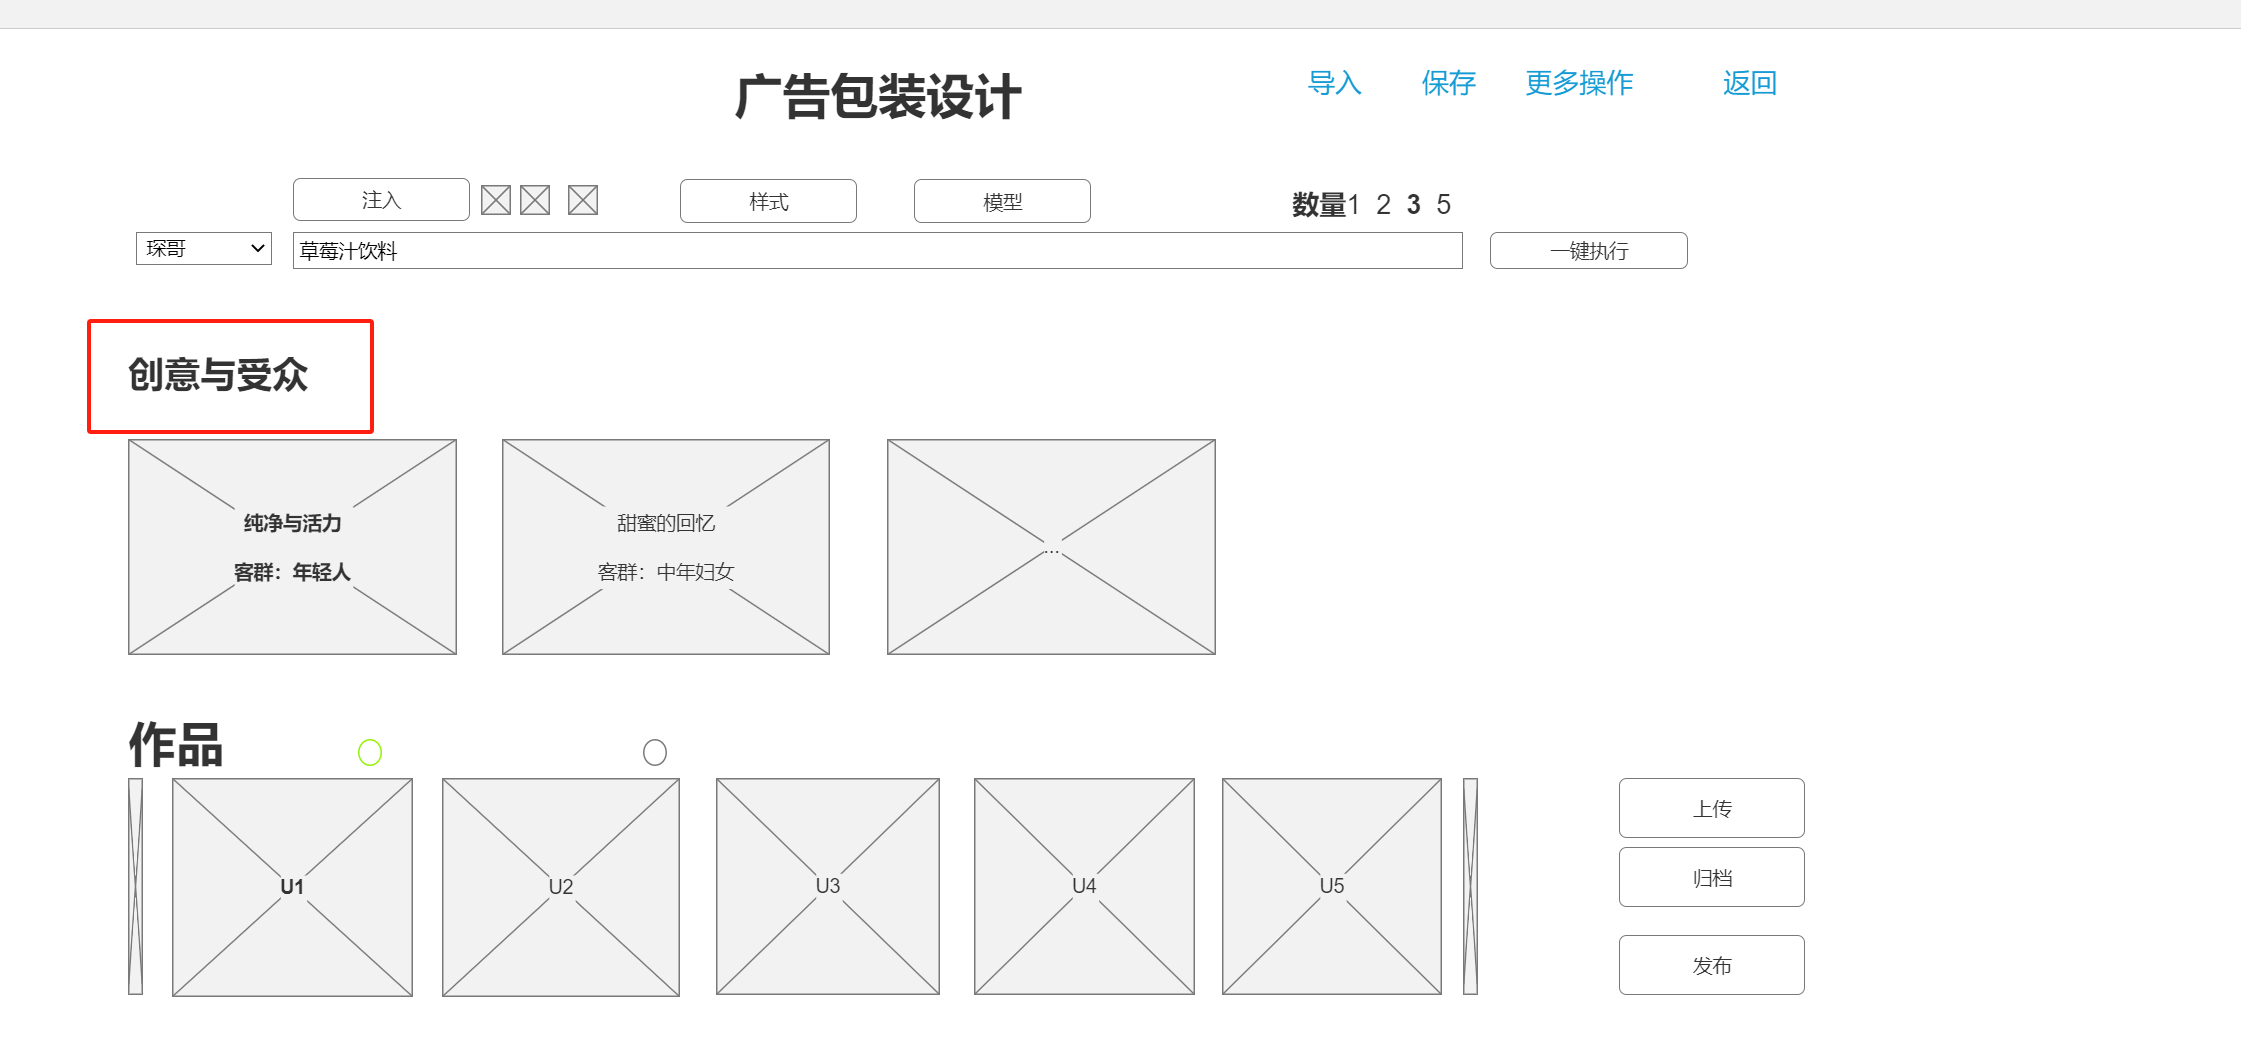 广告包装设计
导入 保存 更多操作 返回
注入 样式 模型 数量1 2 3 5
琛哥 草莓汁饮料 一键执行
创意与受众
纯净与活力
客群：年轻人
甜蜜的回忆
客群：中年妇女
...
作品
U1 U2 U3 U4 U5
上传
归档
发布